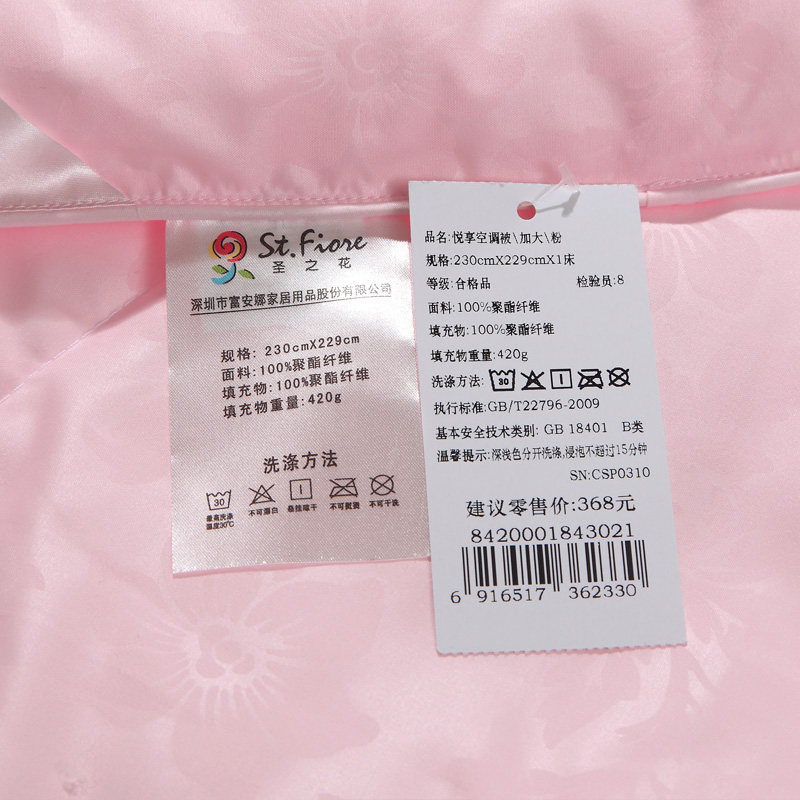 St.Fiore
圣之花
深圳市富安娜家居用品股份有限公司
规格: 230cmX229cm
面料: 100%聚酯纤维
填充物: 100%聚酯纤维
填充物重量: 420g
洗涤方法
30
最高洗涤
温度30℃
不可漂白
悬挂晾干
不可熨烫
不可干洗
品名:悦享空调被\加大\粉
规格:230cmX229cmX1床
等级:合格品 检验员:8
面料:100%聚酯纤维
填充物:100%聚酯纤维
填充物重量:420g
洗涤方法: 30
执行标准:GB/T22796-2009
基本安全技术类别: GB 18401 B类
温馨提示:深浅色分开洗涤,浸泡不超过15分钟
SN:CSP0310
建议零售价:368元
8420001843021
6 916517 362330